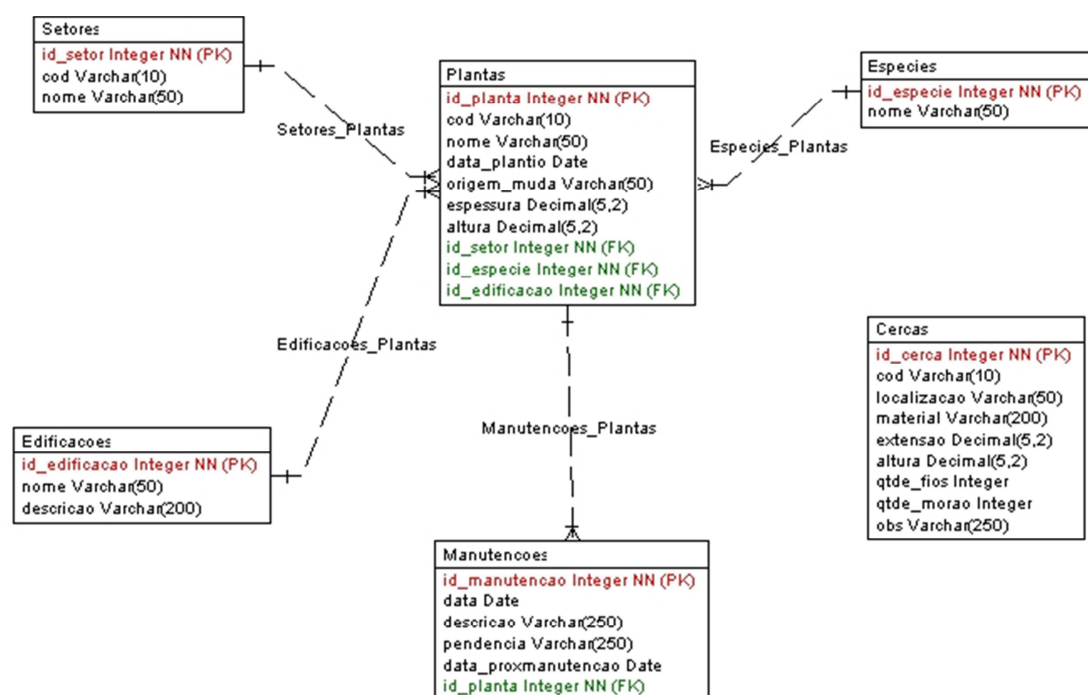 Setores
id_setor Integer NN (PK)
cod Varchar(10)
nome Varchar(50)
Setores_Plantas
Plantas
id_planta Integer NN (PK)
cod Varchar(10)
nome Varchar(50)
data_plantio Date
origem_muda Varchar(50)
espessura Decimal(5,2)
altura Decimal(5,2)
id_setor Integer NN (FK)
id_especie Integer NN (FK)
id_edificacao Integer NN (FK)
Especies
id_especie Integer NN (PK)
nome Varchar(50)
Especies_Plantas
Edificacoes_Plantas
Edificacoes
id_edificacao Integer NN (PK)
nome Varchar(50)
descricao Varchar(200)
Manutencoes_Plantas
Cercas
id_cerca Integer NN (PK)
cod Varchar(10)
localizacao Varchar(50)
material Varchar(200)
extensao Decimal(5,2)
altura Decimal(5,2)
qtde_fios Integer
qtde_morao Integer
obs Varchar(250)
Manutencoes
id_manutencao Integer NN (PK)
data Date
descricao Varchar(250)
pendencia Varchar(250)
data_proxmanutencao Date
id_planta Integer NN (FK)